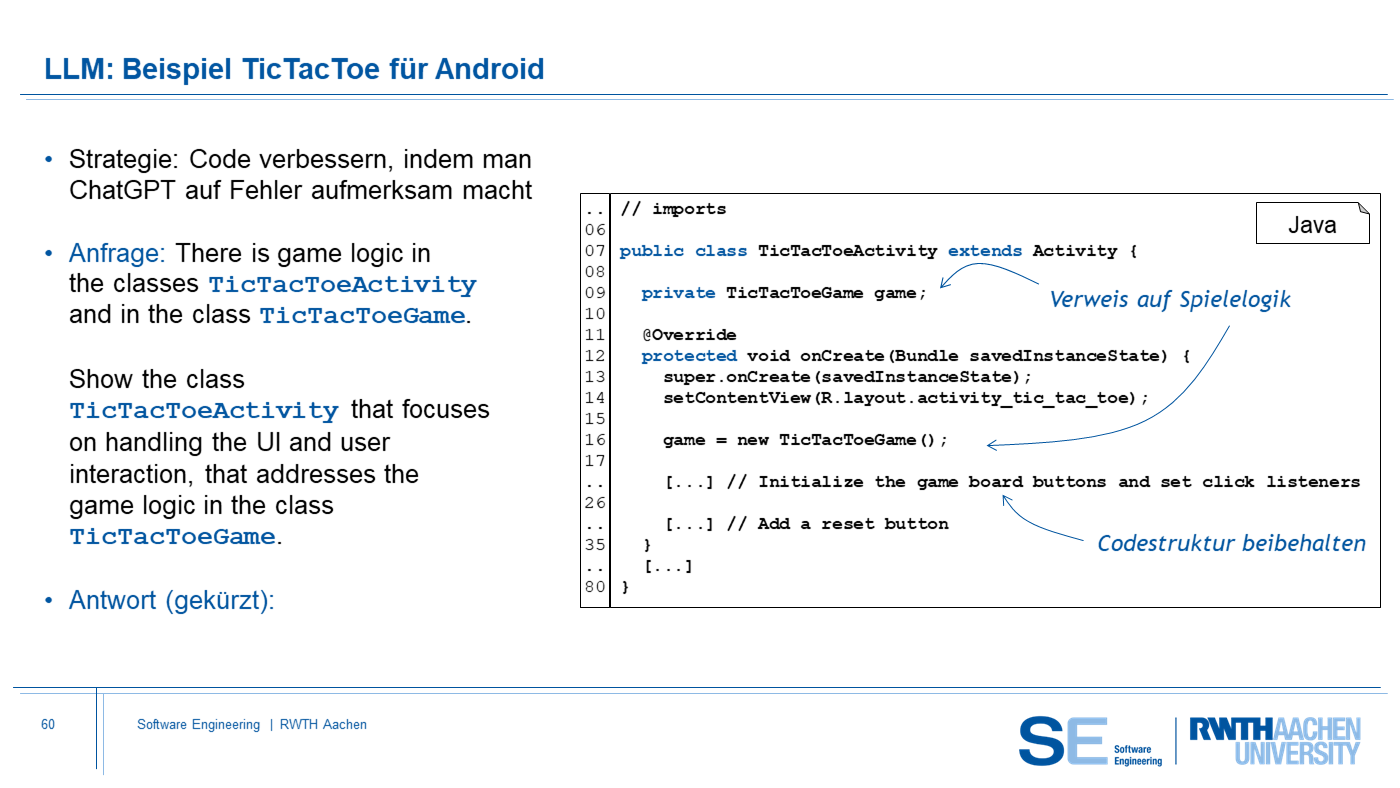 LLM: Beispiel TicTacToe für Android
• Strategie: Code verbessern, indem man
ChatGPT auf Fehler aufmerksam macht
• Anfrage: There is game logic in
the classes TicTacToeActivity
and in the class TicTacToeGame.
Show the class
TicTacToeActivity that focuses
on handling the UI and user
interaction, that addresses the
game logic in the class
TicTacToeGame.
• Antwort (gekürzt):
Java
.. // imports
06
07 public class TicTacToeActivity extends Activity {
08
09 private TicTacToeGame game;
10
11 @Override
12 protected void onCreate(Bundle savedInstanceState) {
13 super.onCreate(savedInstanceState);
14 setContentView(R.layout.activity_tic_tac_toe);
15
16 game = new TicTacToeGame();
17
.. [...] // Initialize the game board buttons and set click listeners
26
.. [...] // Add a reset button
35 }
.. [...]
80 }
Verweis auf Spielelogik
Codestruktur beibehalten
60
Software Engineering | RWTH Aachen
SE Software
Engineering
RWTHAACHEN
UNIVERSITY